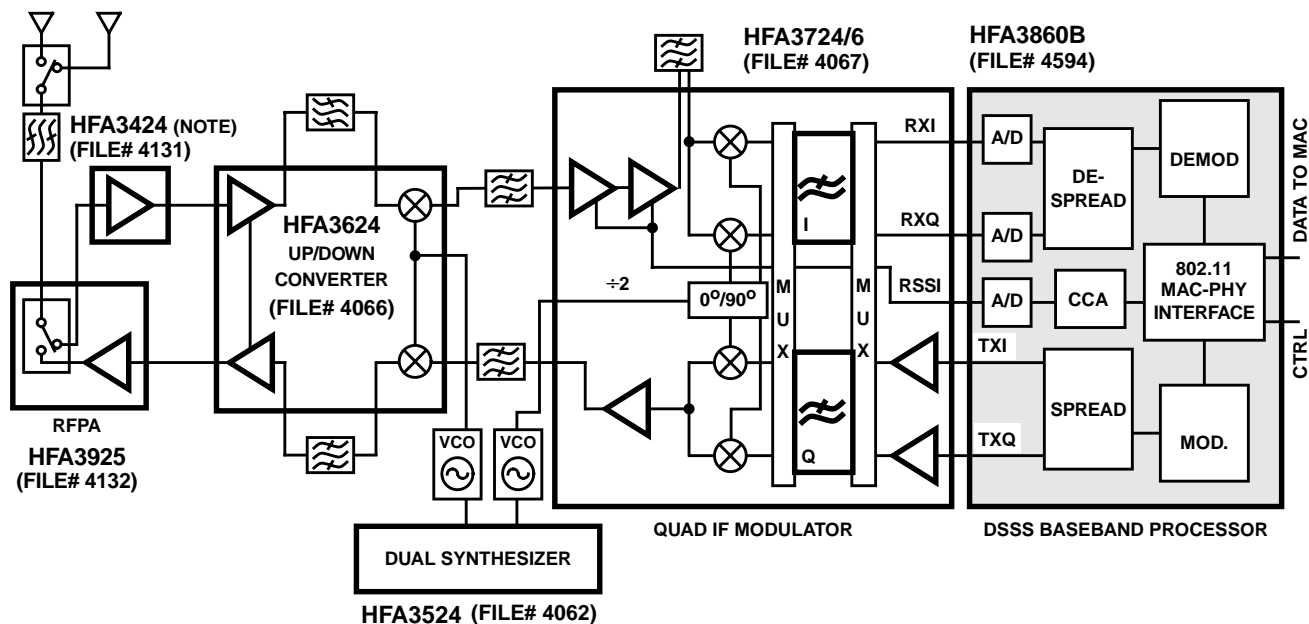 HFA3424 (NOTE)
(FILE# 4131)
HFA3624
UP/DOWN
CONVERTER
(FILE# 4066)
RFPA
HFA3925
(FILE# 4132)
VCO
VCO
DUAL SYNTHESIZER
HFA3524 (FILE# 4062)
HFA3724/6
(FILE# 4067)
÷2
0O/90O
I
Q
M
U
X
M
U
X
RXI
RXQ
RSSI
TXI
TXQ
QUAD IF MODULATOR
HFA3860B
(FILE# 4594)
A/D
A/D
A/D
DE-
SPREAD
DEMOD
CCA
802.11
MAC-PHY
INTERFACE
SPREAD
MOD.
DSSS BASEBAND PROCESSOR
DATA TO MAC
CTRL